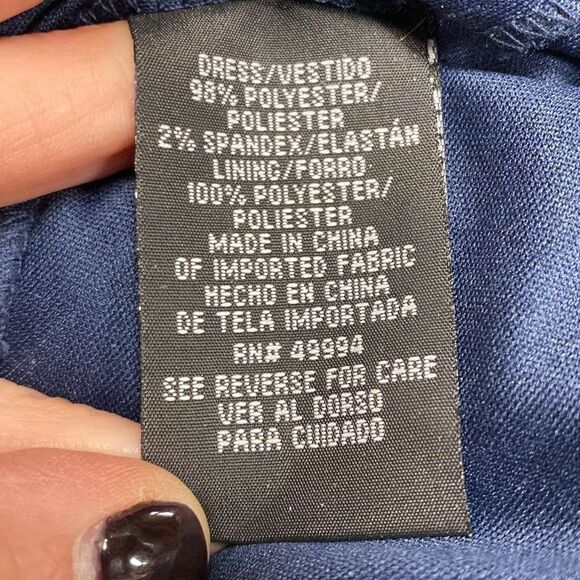 DRESS/VESTIDO
98% POLYESTER/
POLIESTER
2% SPANDEX/ELASTÁN
LINING/FORRO
100% POLYESTER/
POLIESTER
MADE IN CHINA
OF IMPORTED FABRIC
HECHO EN CHINA
DE TELA IMPORTADA
RN# 49994
SEE REVERSE FOR CARE
VER AL DORSO
PARA CUIDADO